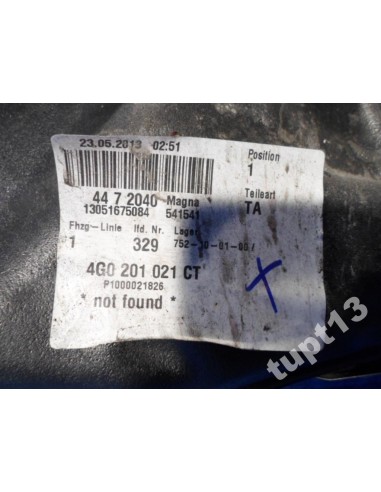 23.05.2013 02:51
Position
1
44 7 2040 Magna
13051675084 541541
Teileart
TA
Fhzg-Linie lfd. Nr. Lager
1 329
4G0 201 021 CT
P1000021826
* not found *
X
tupt13